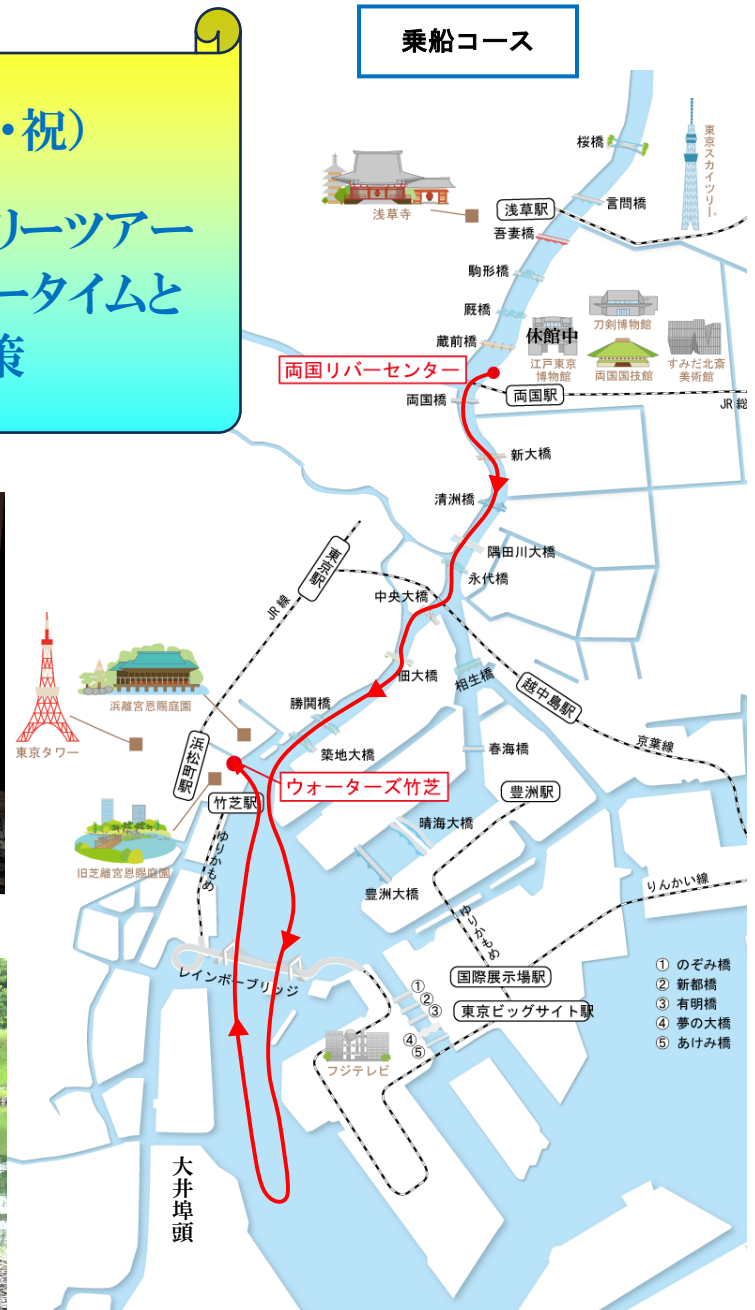 乗船コース
・祝）
リーツアー
ータイムと
策
桜橋
東京スカイツリー®
浅草寺
浅草駅
言問橋
吾妻橋
駒形橋
厩橋
蔵前橋
休館中
刀剣博物館
江戸東京
博物館
両国国技館
すみだ北斎
美術館
両国リバーセンター
両国橋
両国駅
JR 総
新大橋
清洲橋
隅田川大橋
永代橋
中央大橋
東京駅
JR 線
佃大橋
相生橋
越中島駅
京葉線
浜離宮恩賜庭園
東京タワー
勝鬨橋
築地大橋
春海橋
浜松町駅
ウォーターズ竹芝
竹芝駅
豊洲駅
晴海大橋
旧芝離宮恩賜庭園
ゆりかもめ
豊洲大橋
りんかい線
ゆりかもめ
レインボーブリッジ
国際展示場駅
東京ビッグサイト駅
①
②
③
④
⑤
フジテレビ
① のぞみ橋
② 新都橋
③ 有明橋
④ 夢の大橋
⑤ あけみ橋
大井埠頭